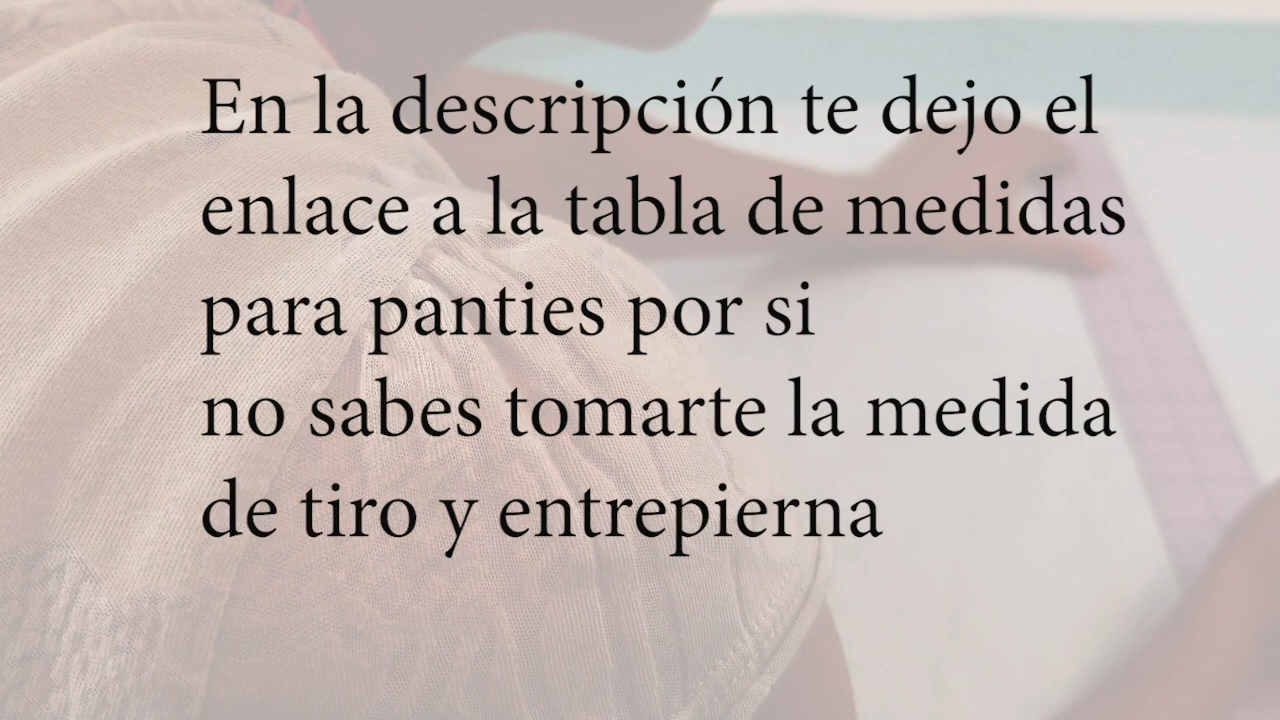 En la descripción te dejo el
enlace a la tabla de medidas
para panties por si
no sabes tomarte la medida
de tiro y entrepierna